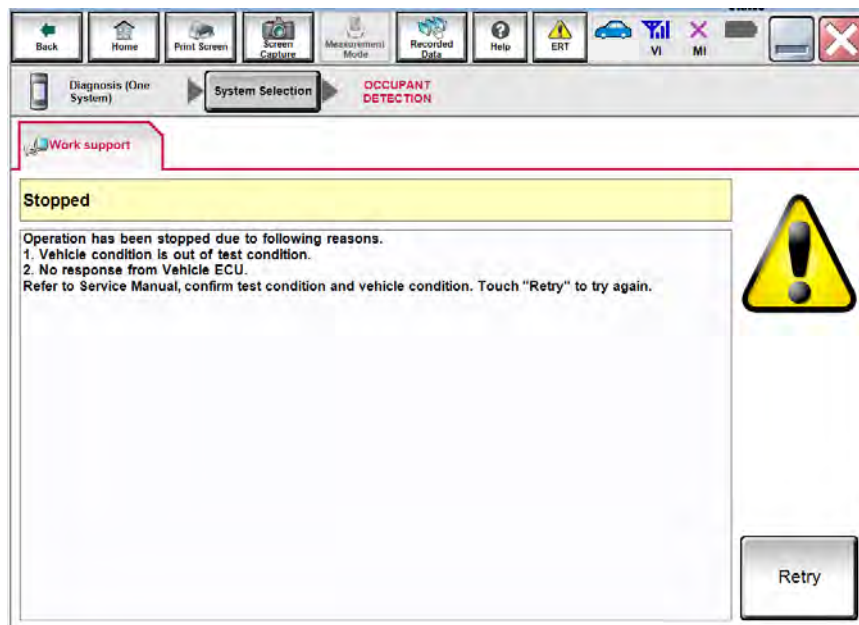 Back
Home
Print Screen
Screen
Capture
Measurement
Mode
Recorded
Data
Help
ERT
VI
MI
Diagnosis (One
System)
System Selection
OCCUPANT
DETECTION
Work support
Stopped
Operation has been stopped due to following reasons.
1. Vehicle condition is out of test condition.
2. No response from Vehicle ECU.
Refer to Service Manual, confirm test condition and vehicle condition. Touch "Retry" to try again.
Retry